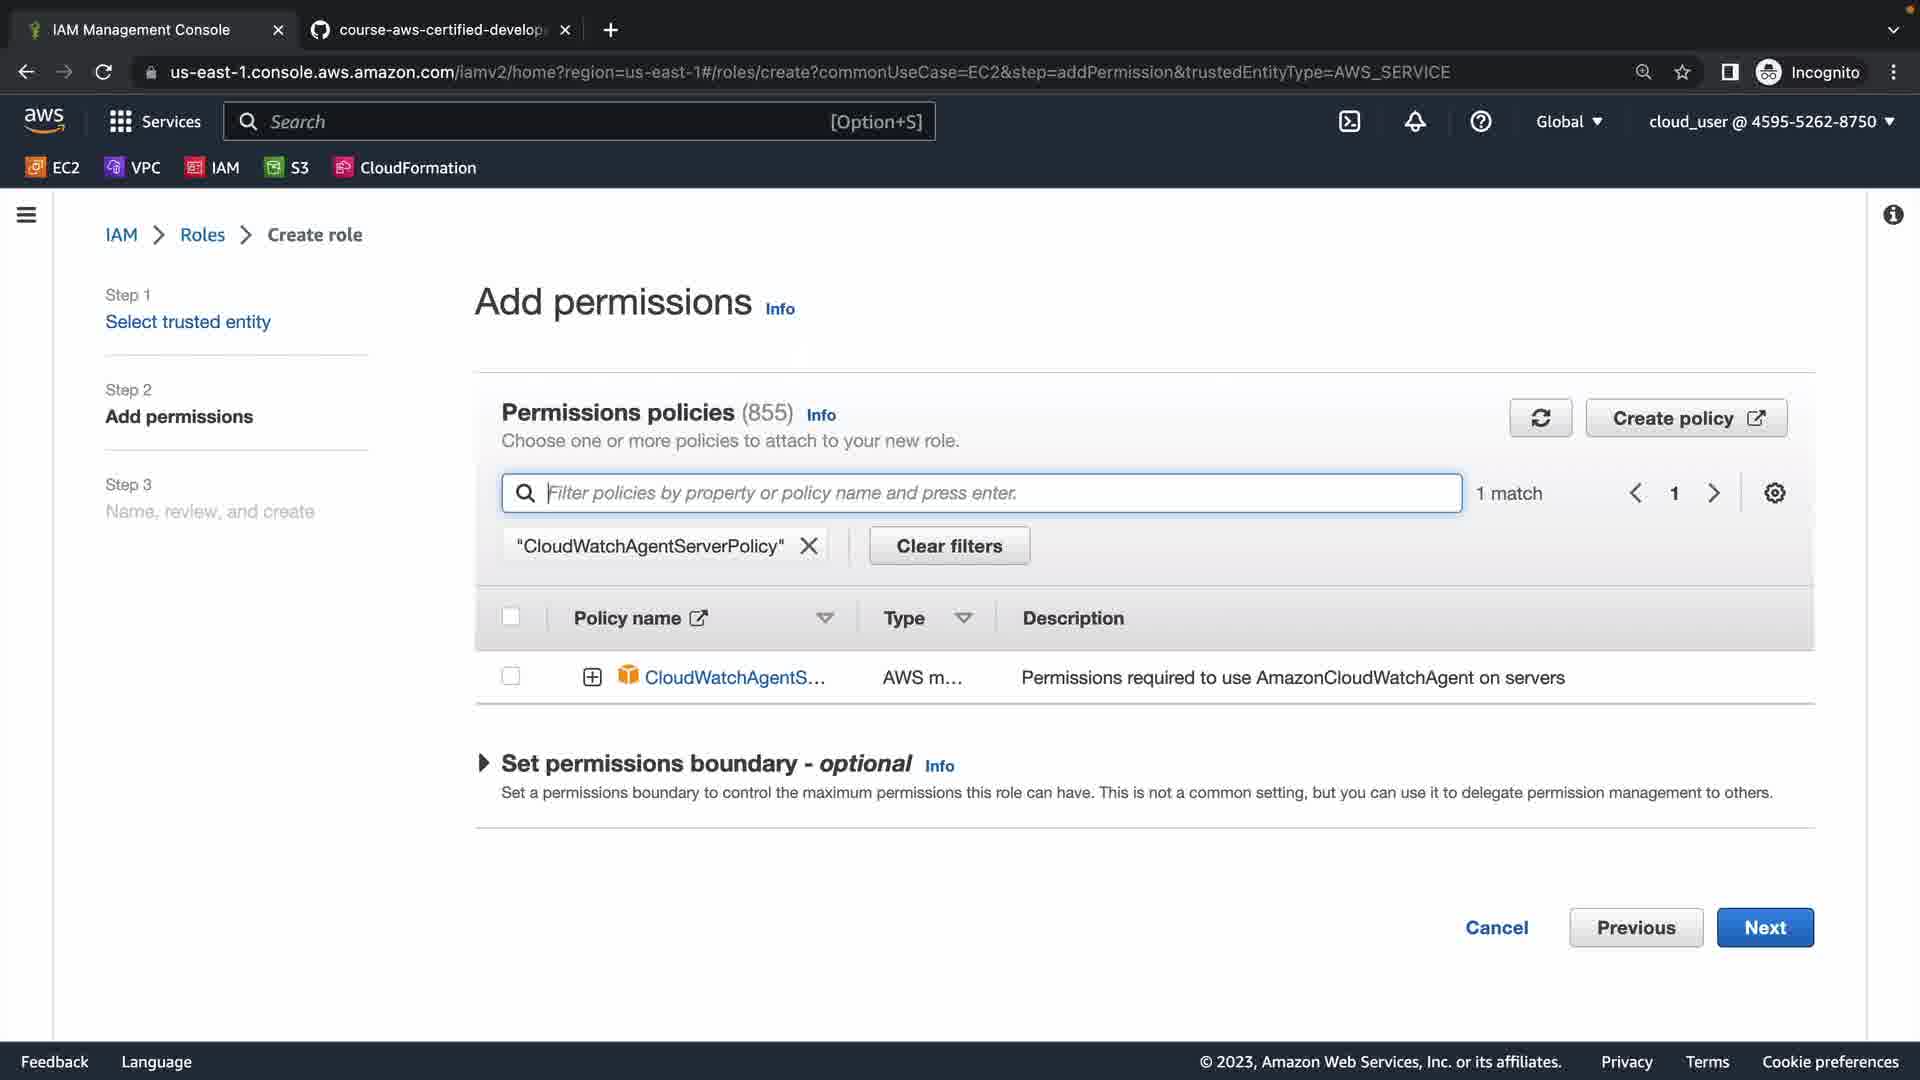 IAM Management Console
course-aws-certified-develop
us-east-1.console.aws.amazon.com/iamv2/home?region=us-east-1#/roles/create?commonUseCase=EC2&step=addPermission&trustedEntityType=AWS_SERVICE
Incognito
aws
Services
Search
[Option+S]
Global
cloud_user @ 4595-5262-8750
EC2
VPC
IAM
S3
CloudFormation
IAM
Roles
Create role
Step 1
Select trusted entity
Step 2
Add permissions
Step 3
Name, review, and create
Add permissions Info
Permissions policies (855) Info
Choose one or more policies to attach to your new role.
Create policy
Filter policies by property or policy name and press enter.
1 match
1
"CloudWatchAgentServerPolicy"
Clear filters
Policy name
Type
Description
CloudWatchAgentS...
AWS m...
Permissions required to use AmazonCloudWatchAgent on servers
Set permissions boundary - optional Info
Set a permissions boundary to control the maximum permissions this role can have. This is not a common setting, but you can use it to delegate permission management to others.
Cancel
Previous
Next
Feedback
Language
© 2023, Amazon Web Services, Inc. or its affiliates.
Privacy
Terms
Cookie preferences